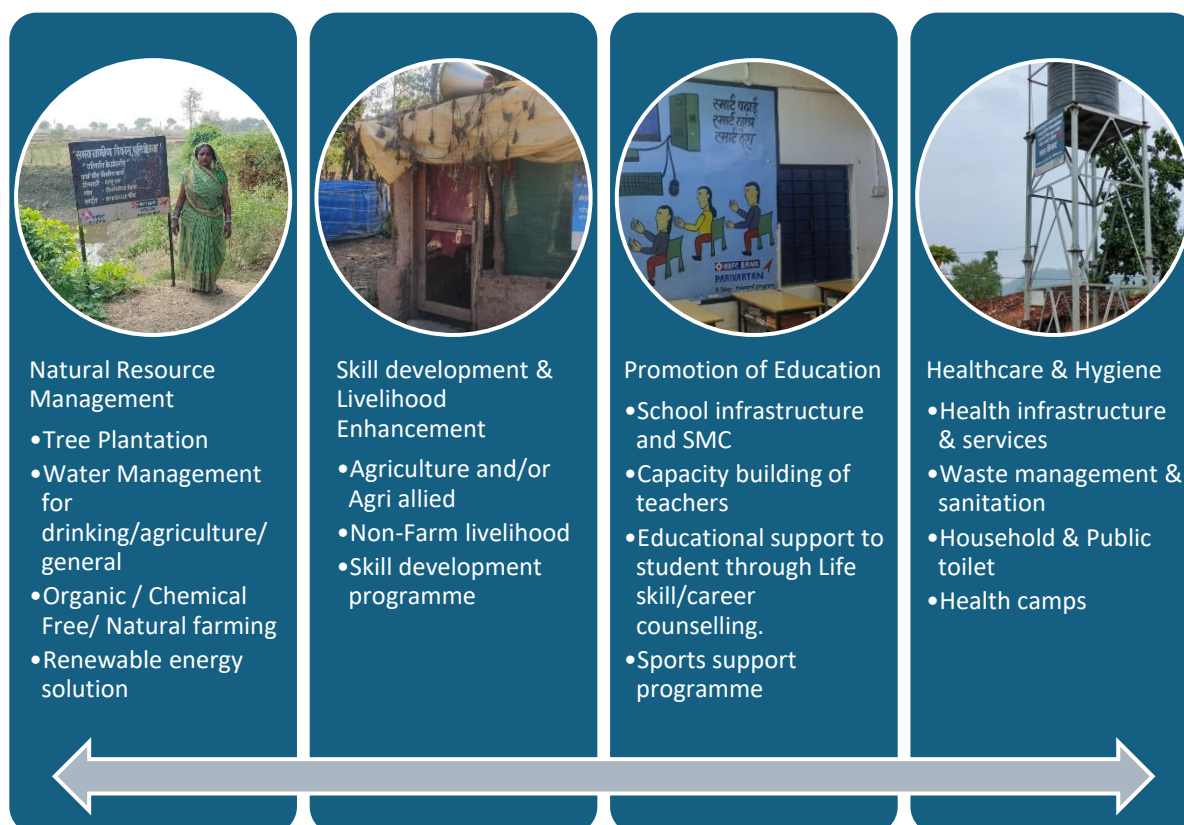 समग्र ग्रामीण विकास परियोजना
स्मार्ट पढ़ाई
स्मार्ट छात्र
स्मार्ट देश
HDFC BANK
PARIVARTAN
Natural Resource
Management
•Tree Plantation
•Water Management
for
drinking/agriculture/
general
•Organic / Chemical
Free/ Natural farming
•Renewable energy
solution
Skill development &
Livelihood
Enhancement
•Agriculture and/or
Agri allied
•Non-Farm livelihood
•Skill development
programme
Promotion of Education
•School infrastructure
and SMC
•Capacity building of
teachers
•Educational support to
student through Life
skill/career
counselling.
•Sports support
programme
Healthcare & Hygiene
•Health infrastructure
& services
•Waste management &
sanitation
•Household & Public
toilet
•Health camps